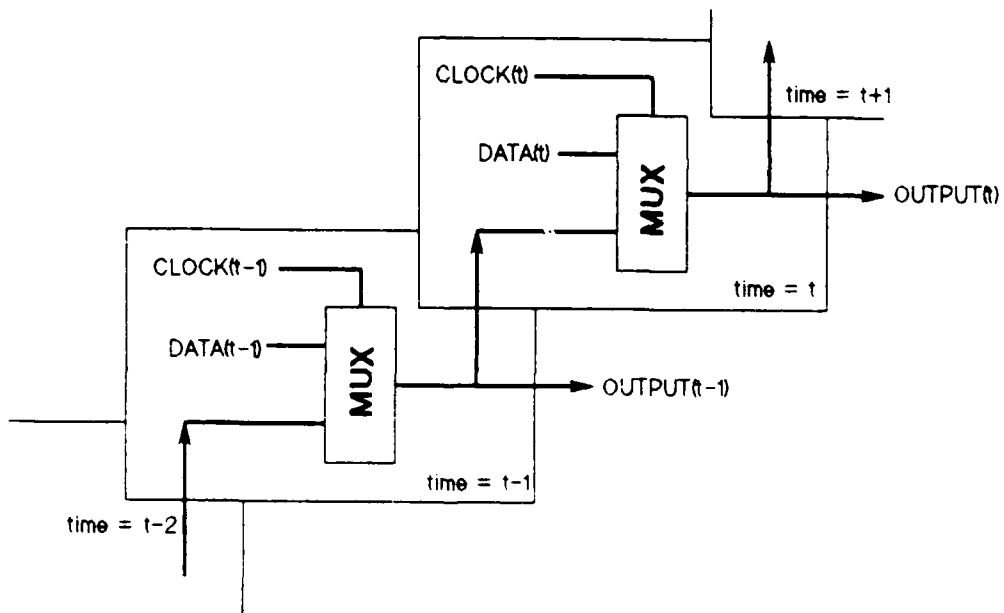 CLOCK(t)
time = t+1
DATA(t)
MUX
OUTPUT(t)
CLOCK(t-1)
time = t
DATA(t-1)
MUX
OUTPUT(t-1)
time = t-1
time = t-2